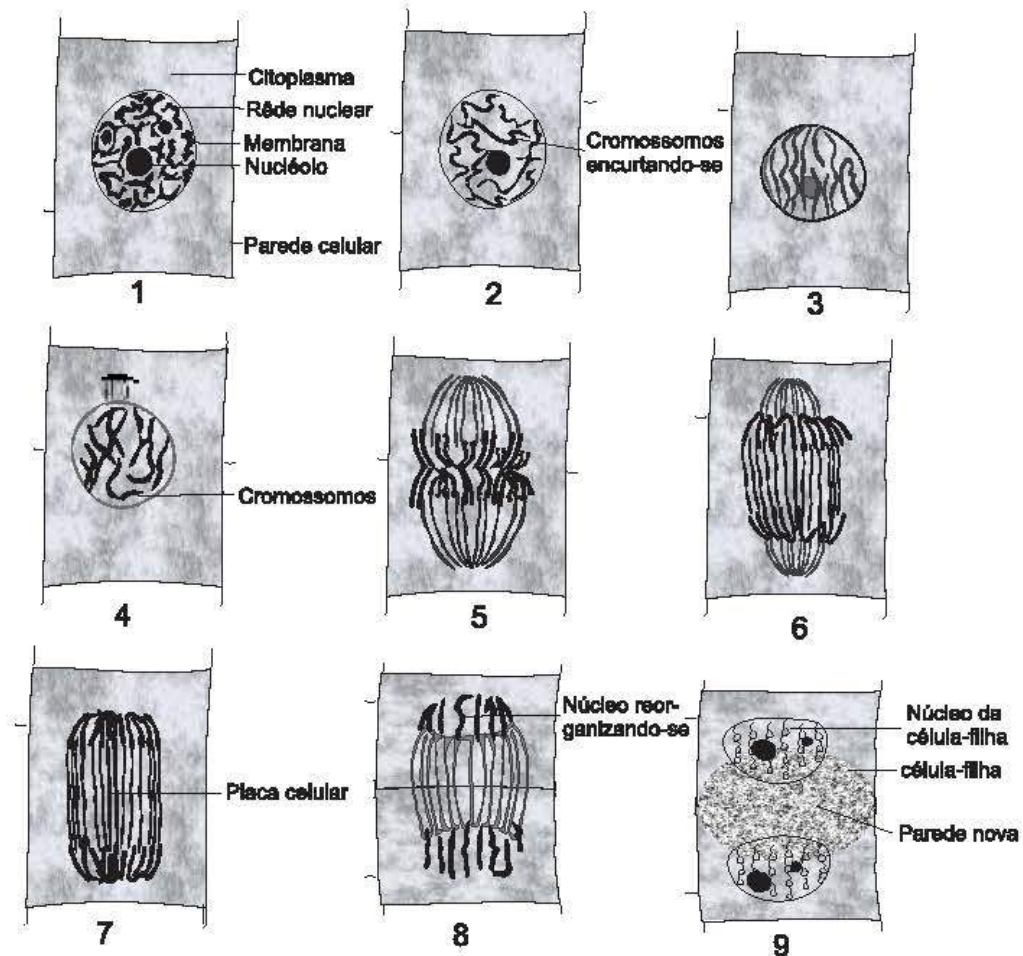 Citoplasma
Rêde nuclear
Membrana
Nucléolo
Parede celular
1
Cromossomos
encurtando-se
2
3
Cromossomos
4
5
6
Placa celular
7
Núcleo reor-
ganizando-se
8
Núcleo da
célula-filha
célula-filha
Parede nova
9